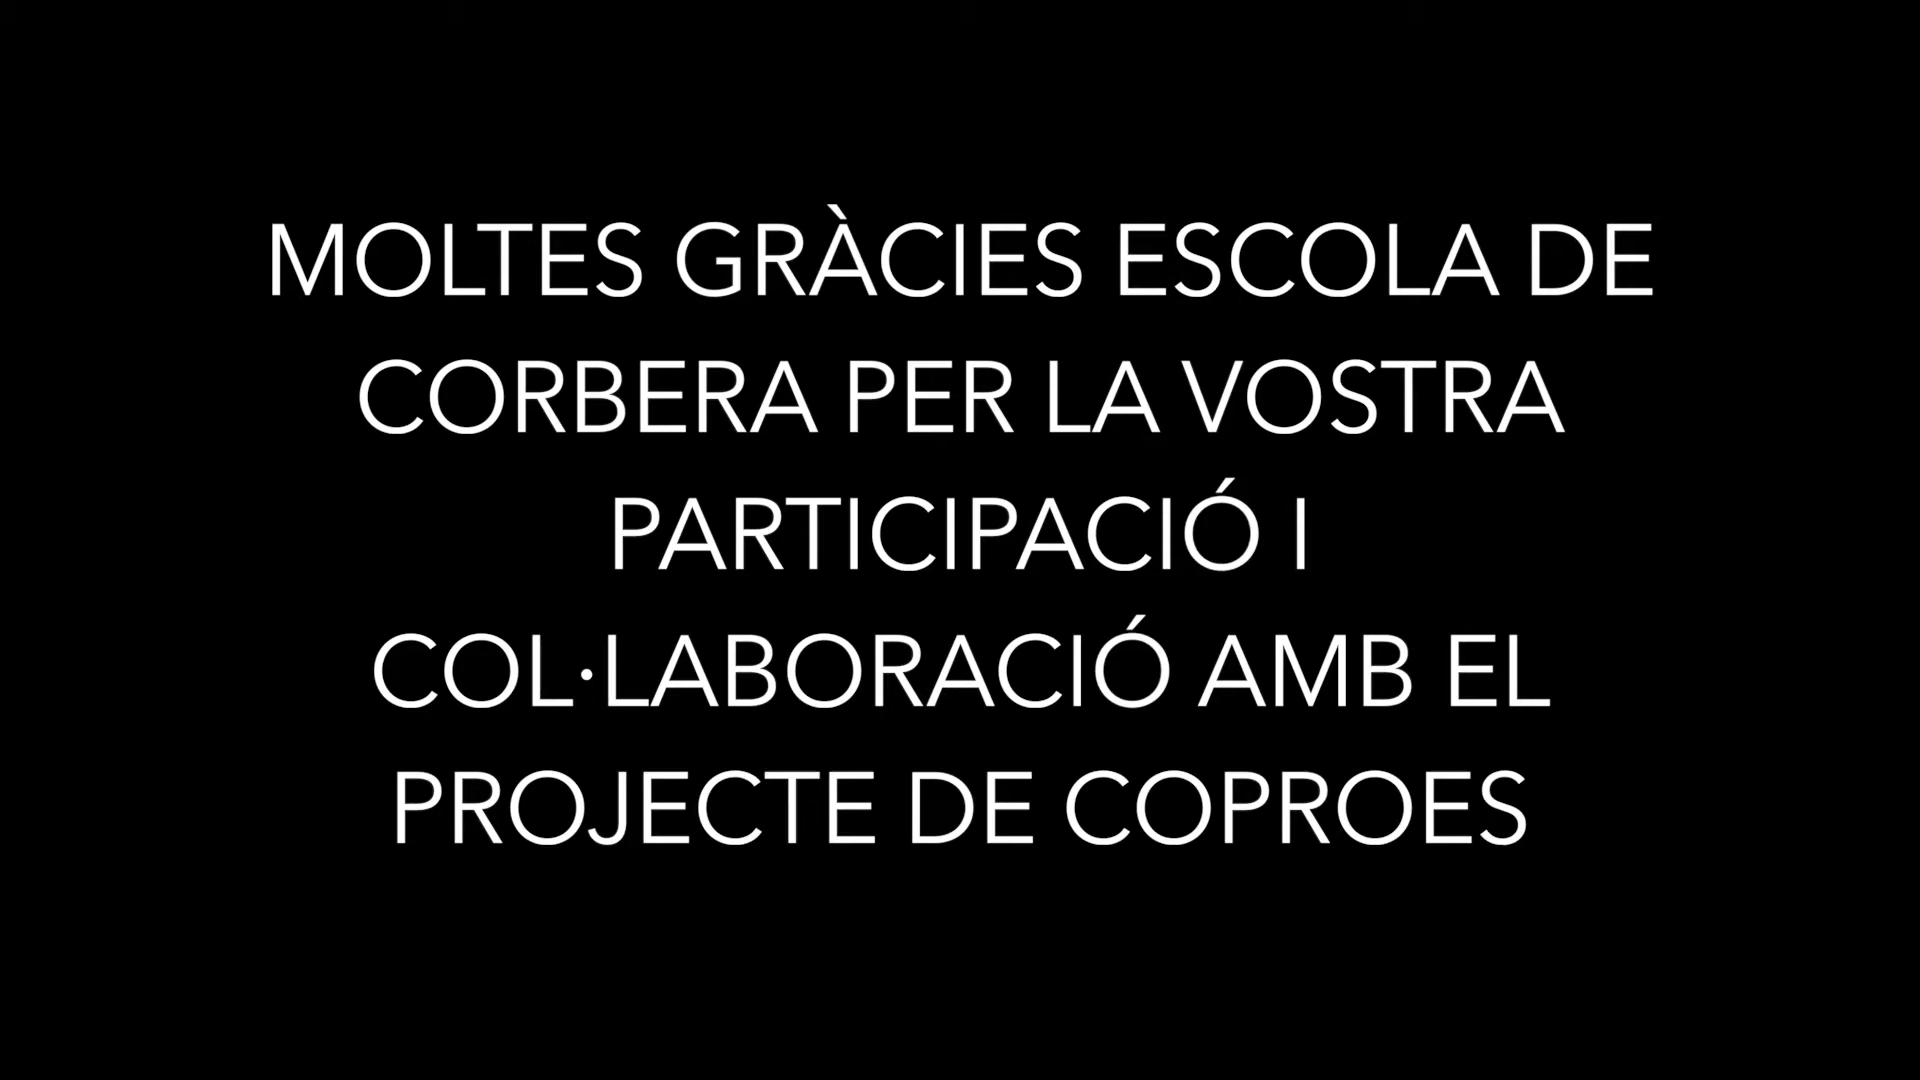 MOLTES GRÀCIES ESCOLA DE
CORBERA PER LA VOSTRA
PARTICIPACIÓ I
COL·LABORACIÓ AMB EL
PROJECTE DE COPROES